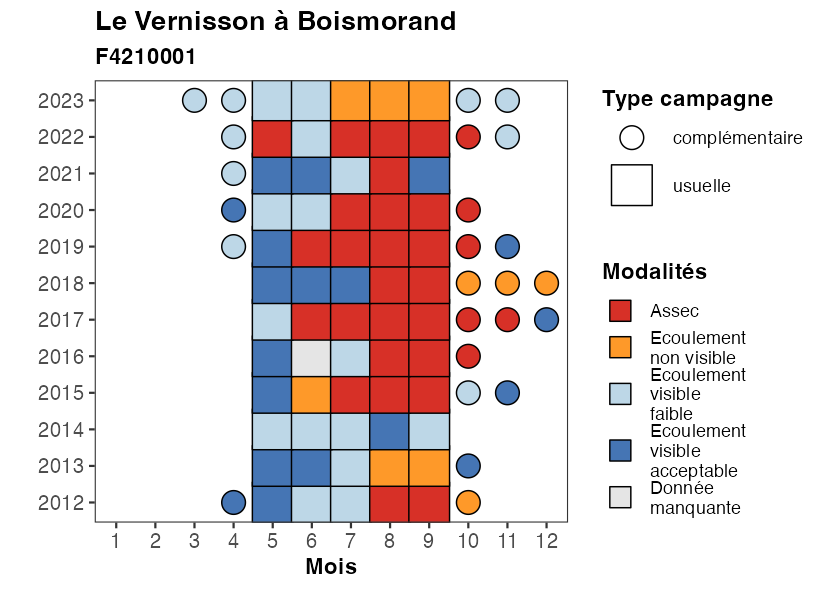 Le Vernisson à Boismorand
F4210001
2023
2022
2021
2020
2019
2018
2017
2016
2015
2014
2013
2012
1 2 3 4 5 6 7 8 9 10 11 12
Mois
Type campagne
complémentaire
usuelle
Modalités
Assec
Ecoulement
non visible
Ecoulement
visible
faible
Ecoulement
visible
acceptable
Donnée
manquante